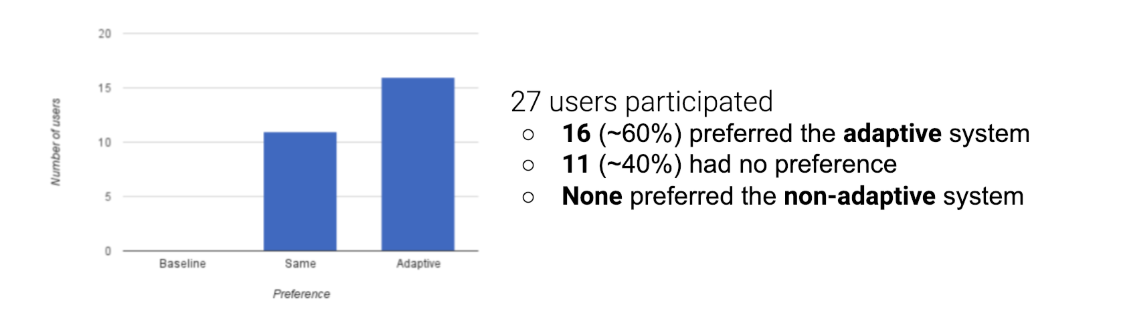 20
15
10
5
0
Number of users
Baseline
Same
Adaptive
Preference
27 users participated
○ 16 (~60%) preferred the adaptive system
○ 11 (~40%) had no preference
○ None preferred the non-adaptive system